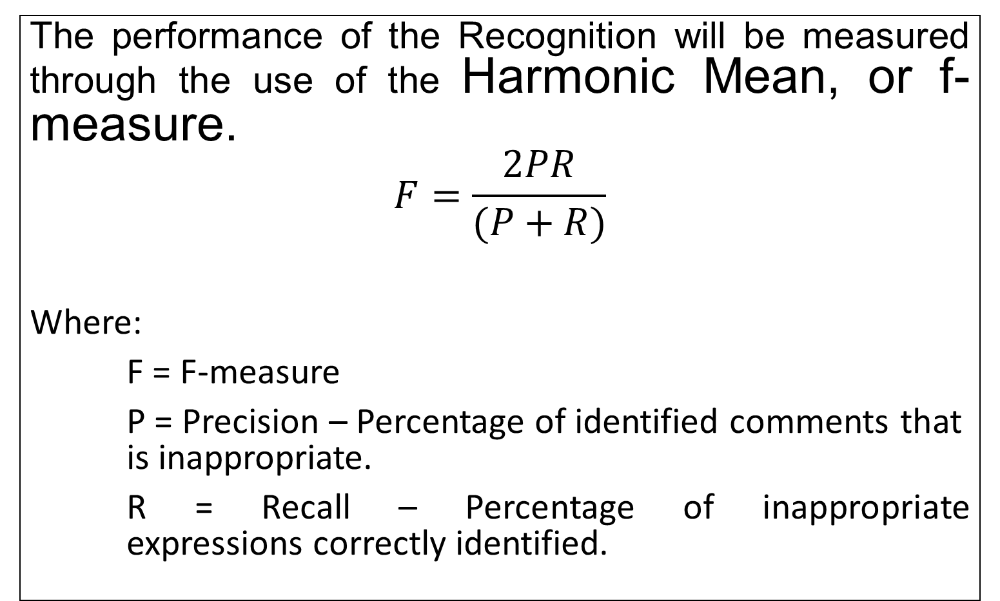 The performance of the Recognition will be measured
through the use of the Harmonic Mean, or f-
measure.
F = 2PR / (P + R)
Where:
F = F-measure
P = Precision – Percentage of identified comments that
is inappropriate.
R = Recall – Percentage of inappropriate
expressions correctly identified.